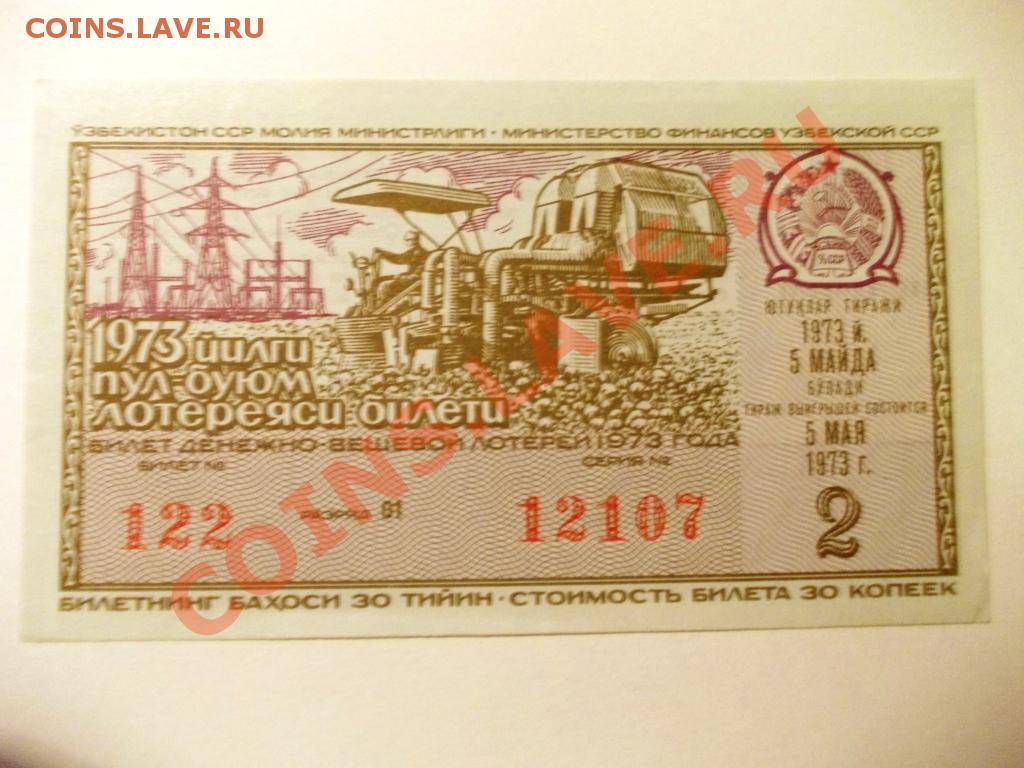 COINS.LAVE.RU
ЎЗБЕКИСТОН ССР МОЛИЯ МИНИСТРЛИГИ · МИНИСТЕРСТВО ФИНАНСОВ УЗБЕКСКОЙ ССР
1973 йилги
пул-буюм
лотереяси билети
БИЛЕТ ДЕНЕЖНО-ВЕЩЕВОЙ ЛОТЕРЕИ 1973 ГОДА
БИЛЕТ № СЕРИЯ №
122 РАЗРЯД 01 12107
ЮТУҚЛАР ТИРАЖИ
1973 й.
5 МАЙДА
БЎЛАДИ
ТИРАЖ ВЫИГРЫШЕЙ СОСТОИТСЯ
5 МАЯ
1973 г.
2
БИЛЕТНИНГ БАҲОСИ 30 ТИЙИН · СТОИМОСТЬ БИЛЕТА 30 КОПЕЕК
COINS.LAVE.RU